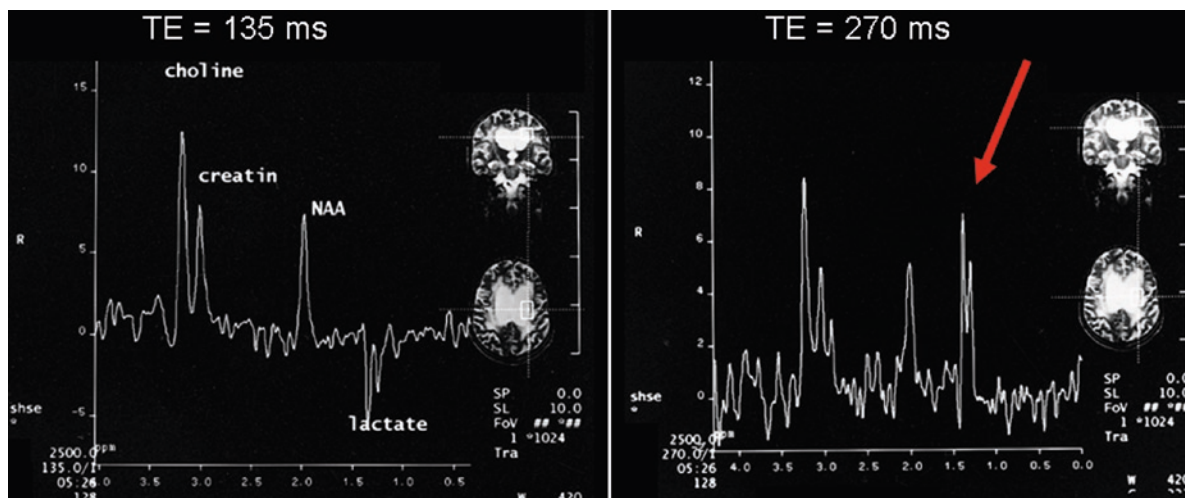 TE = 135 ms
choline
15
10
creatin
NAA
R
5
0
shse
*
-5
lactate
SP 0.0
SL 10.0
FoV ## *##
1 *1024
Tra
2500.0
ppm
135.0/1
4.0 3.5 3.0 2.5 2.0 1.5 1.0 0.5
05:26
128
W 420
TE = 270 ms
12
10
8
6
R
4
2
0
shse
*
SP 0.0
SL 10.0
FoV ## *##
1 *1024
Tra
2500.0
ppm
270.0/1
05:26 4.0 3.5 3.0 2.5 2.0 1.5 1.0 0.5 0.0
128
W 420